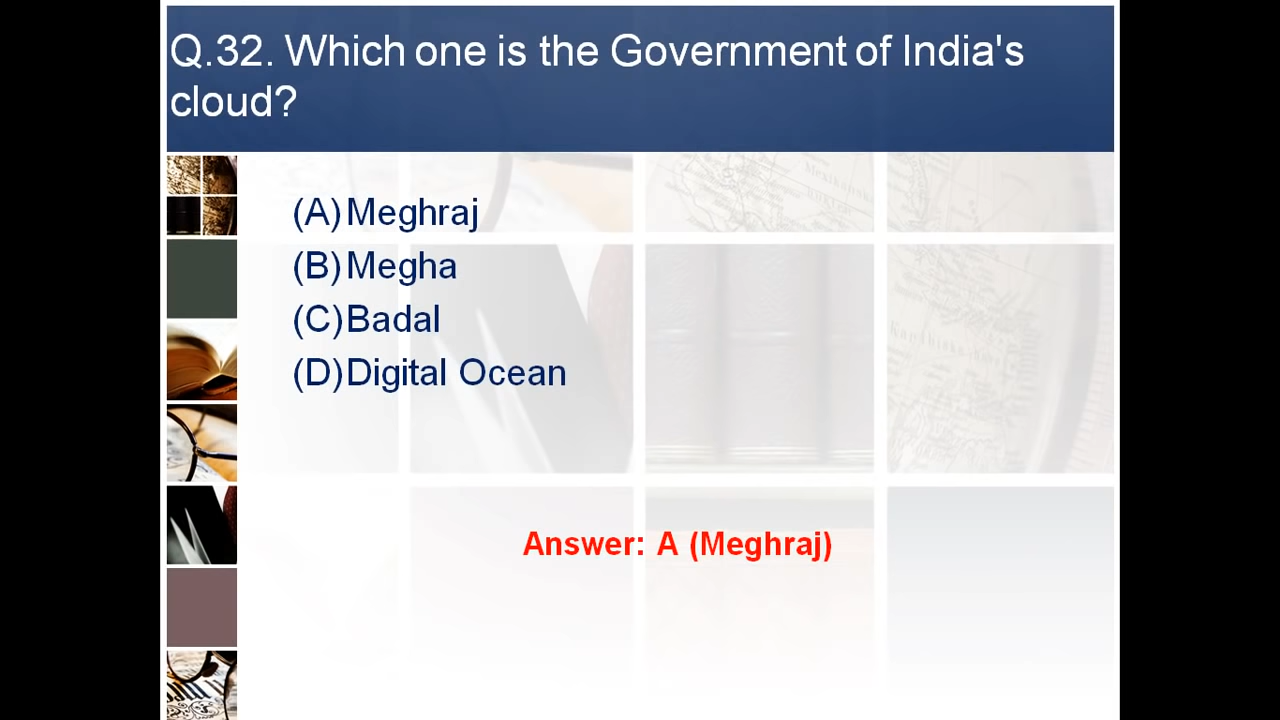 Q.32. Which one is the Government of India's
cloud?
(A) Meghraj
(B) Megha
(C) Badal
(D) Digital Ocean
Answer: A (Meghraj)